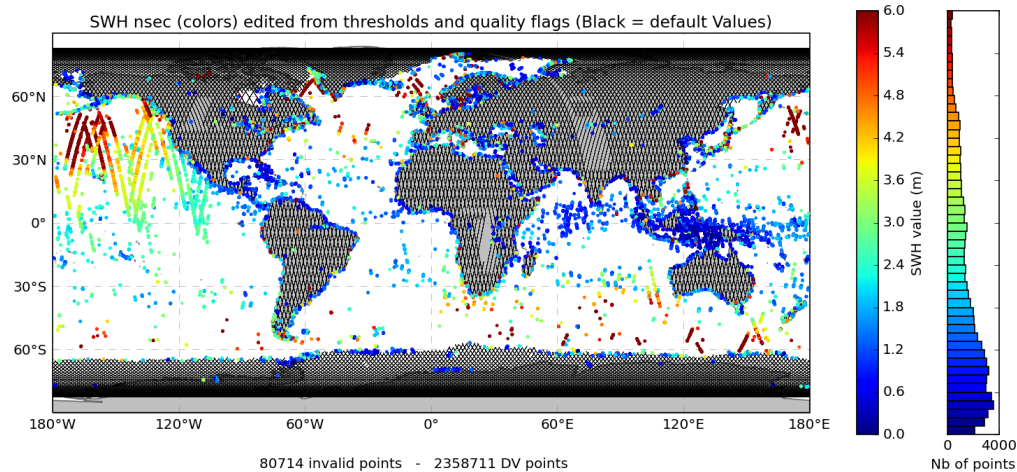 SWH nsec (colors) edited from thresholds and quality flags (Black = default Values)
60°N
30°N
0°
30°S
60°S
180°W
120°W
60°W
0°
60°E
120°E
180°E
80714 invalid points - 2358711 DV points
6.0
5.4
4.8
4.2
3.6
3.0
2.4
1.8
1.2
0.6
0.0
SWH value (m)
0
4000
Nb of points